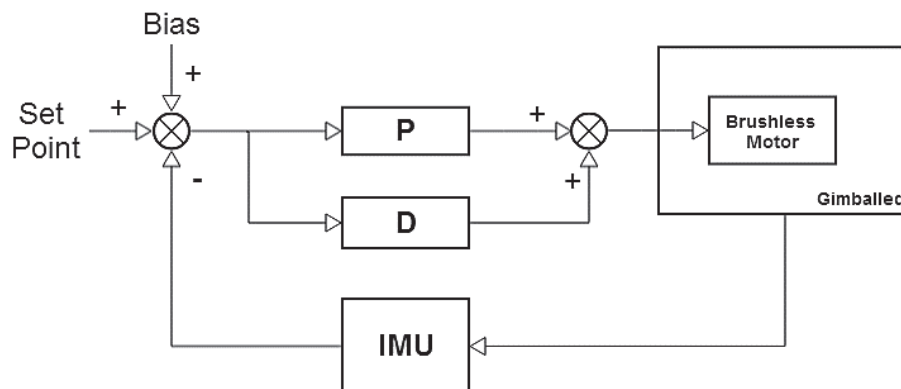 Bias
+
+
Set
Point
-
P
+
D
+
Brushless
Motor
Gimballed
IMU